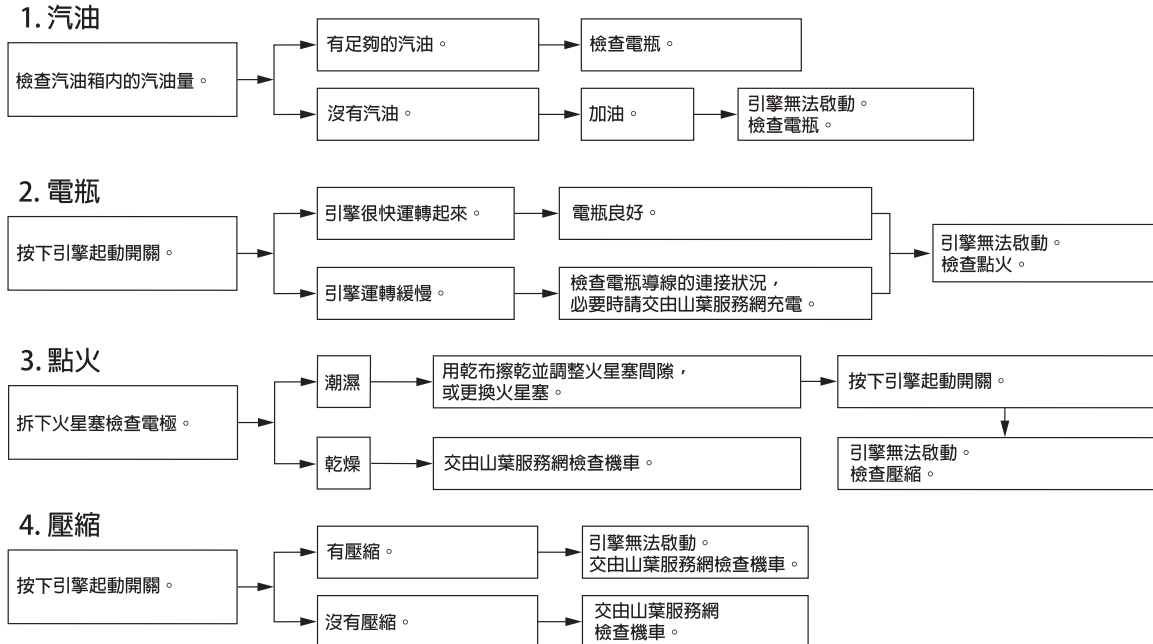 1. 汽油
檢查汽油箱內的汽油量。
有足夠的汽油。
檢查電瓶。
沒有汽油。
加油。
引擎無法啟動。
檢查電瓶。
2. 電瓶
按下引擎起動開關。
引擎很快運轉起來。
電瓶良好。
引擎運轉緩慢。
檢查電瓶導線的連接狀況，
必要時請交由山葉服務網充電。
引擎無法啟動。
檢查點火。
3. 點火
拆下火星塞檢查電極。
潮濕
用乾布擦乾並調整火星塞間隙，
或更換火星塞。
按下引擎起動開關。
引擎無法啟動。
檢查壓縮。
乾燥
交由山葉服務網檢查機車。
4. 壓縮
按下引擎起動開關。
有壓縮。
引擎無法啟動。
交由山葉服務網檢查機車。
沒有壓縮。
交由山葉服務網
檢查機車。